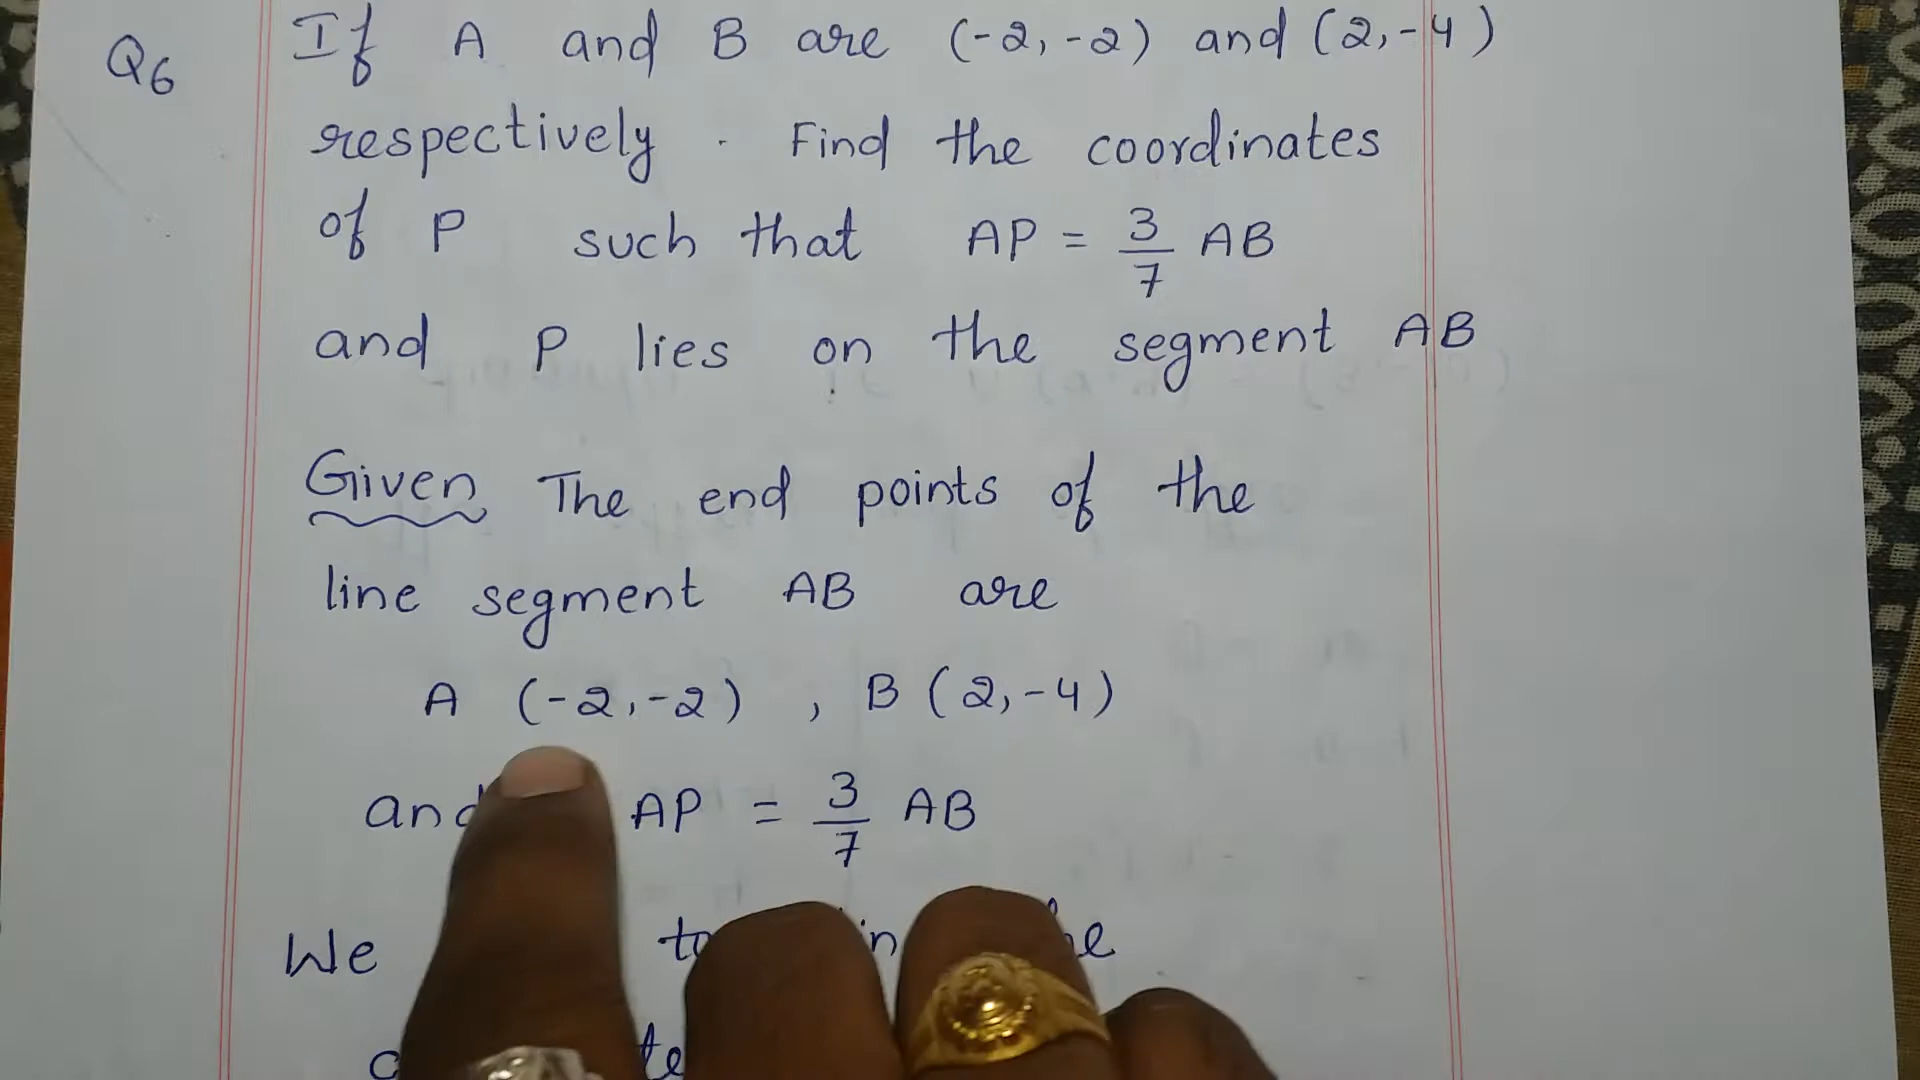 Q6 If A and B are (-2,-2) and (2,-4)
respectively. Find the coordinates
of P such that AP = 3/7 AB
and P lies on the segment AB
Given The end points of the
line segment AB are
A (-2,-2) , B (2,-4)
and AP = 3/7 AB
We